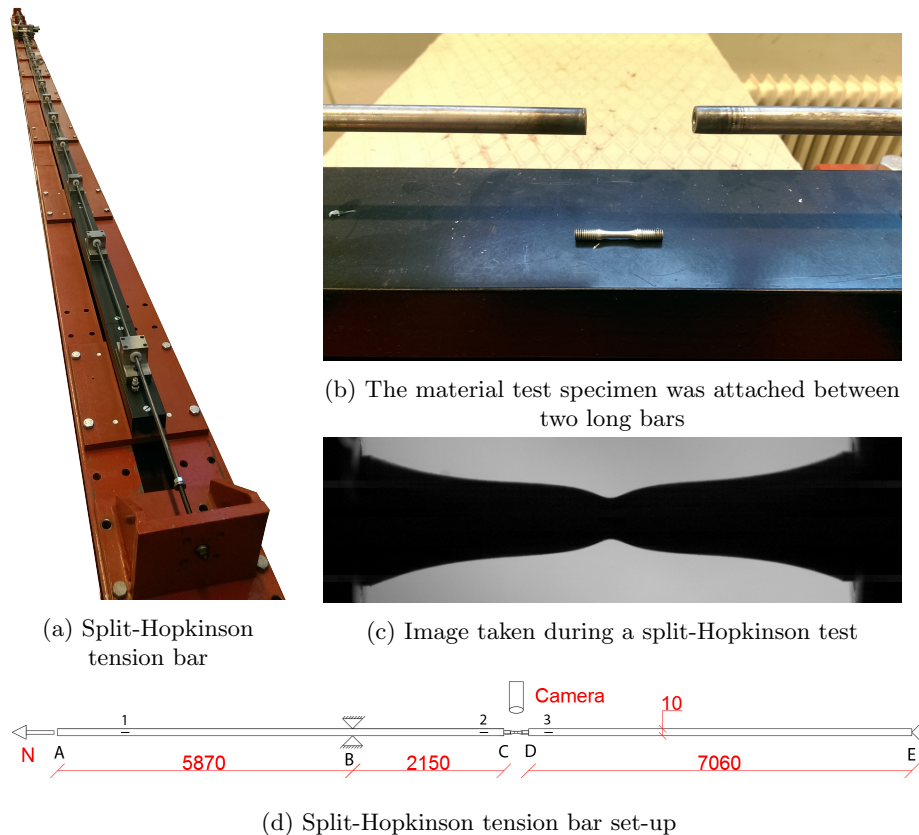 (b) The material test specimen was attached between
two long bars
(a) Split-Hopkinson
tension bar
(c) Image taken during a split-Hopkinson test
Camera
10
1
2
3
N
A
B
C
D
E
5870
2150
7060
(d) Split-Hopkinson tension bar set-up